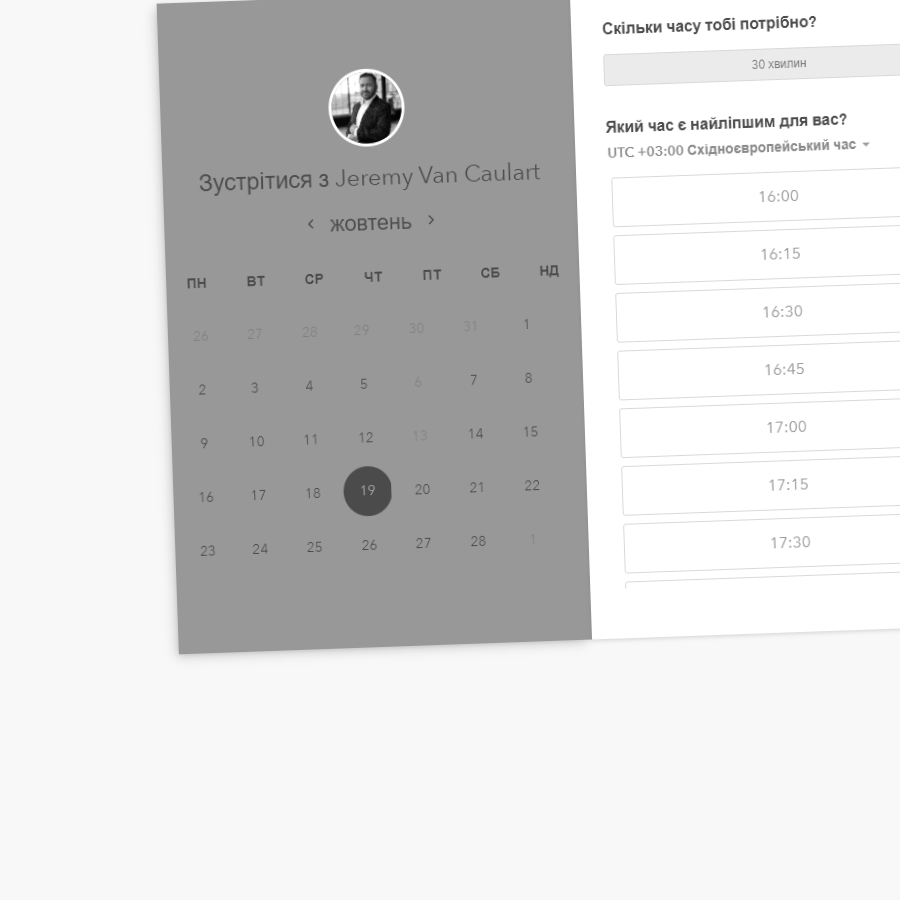 Зустрітися з Jeremy Van Caulart
‹ жовтень ›
ПН ВТ СР ЧТ ПТ СБ НД
26 27 28 29 30 31 1
2 3 4 5 6 7 8
9 10 11 12 13 14 15
16 17 18 19 20 21 22
23 24 25 26 27 28 1
Скільки часу тобі потрібно?
30 хвилин
Який час є найліпшим для вас?
UTC +03:00 Східноєвропейський час
16:00
16:15
16:30
16:45
17:00
17:15
17:30